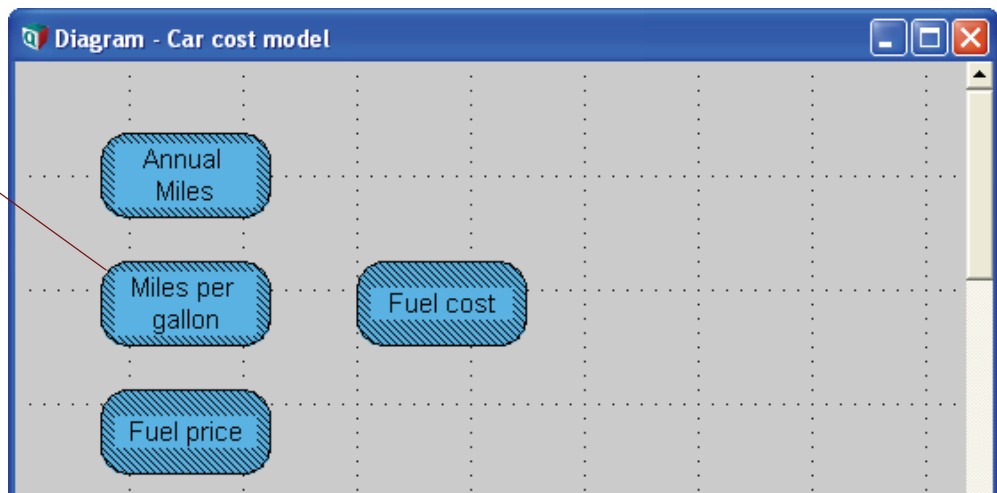 Diagram - Car cost model
Annual
Miles
Miles per
gallon
Fuel cost
Fuel price